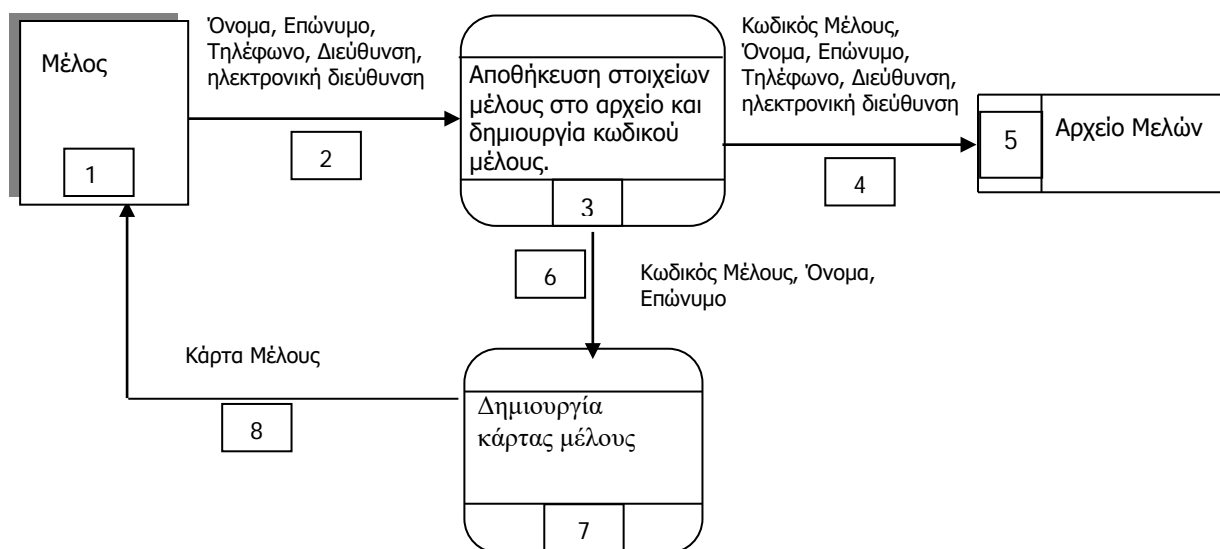 Μέλος
1
Όνομα, Επώνυμο,
Τηλέφωνο, Διεύθυνση,
ηλεκτρονική διεύθυνση
2
Αποθήκευση στοιχείων
μέλους στο αρχείο και
δημιουργία κωδικού
μέλους.
3
Κωδικός Μέλους,
Όνομα, Επώνυμο,
Τηλέφωνο, Διεύθυνση,
ηλεκτρονική διεύθυνση
4
5
Αρχείο Μελών
6
Κωδικός Μέλους, Όνομα,
Επώνυμο
Κάρτα Μέλους
8
Δημιουργία
κάρτας μέλους
7